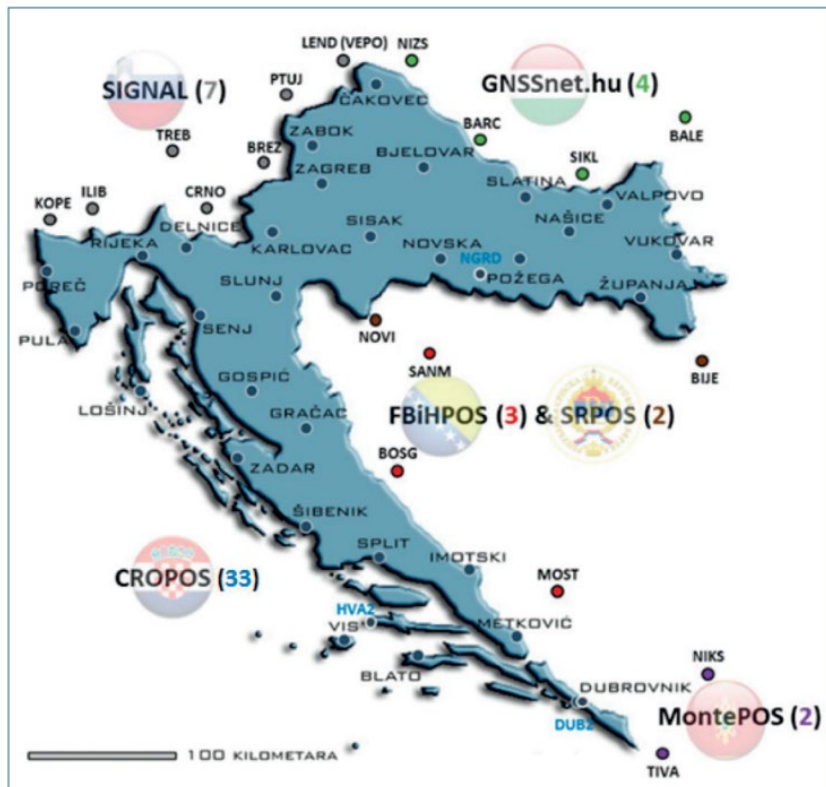 LEND (VEPO) NIZS
SIGNAL (7)
PTUJ
ČAKOVEC
GNSSnet.hu (4)
TREB
BREZ
ZABOK
BARC
BALE
BJELOVAR
ZAGREB
SIKL
KOPE
ILIB
CRNO
SLATINA
VALPOVO
DELNICE
SISAK
NAŠICE
RIJEKA
KARLOVAC
NOVSKA
NGRD
VUKOVAR
POREČ
SLUNJ
POŽEGA
ŽUPANJA
PULA
SENJ
NOVI
SANM
BIJE
GOSPIĆ
LOŠINJ
GRAČAC
FBiHPOS (3) & SRPOS (2)
BOSG
ZADAR
ŠIBENIK
SPLIT
IMOTSKI
CROPOS (33)
MOST
HVA2
VIS
METKOVIĆ
BLATO
NIKS
DUBROVNIK
DUB2
MontePOS (2)
100 KILOMETARA
TIVA